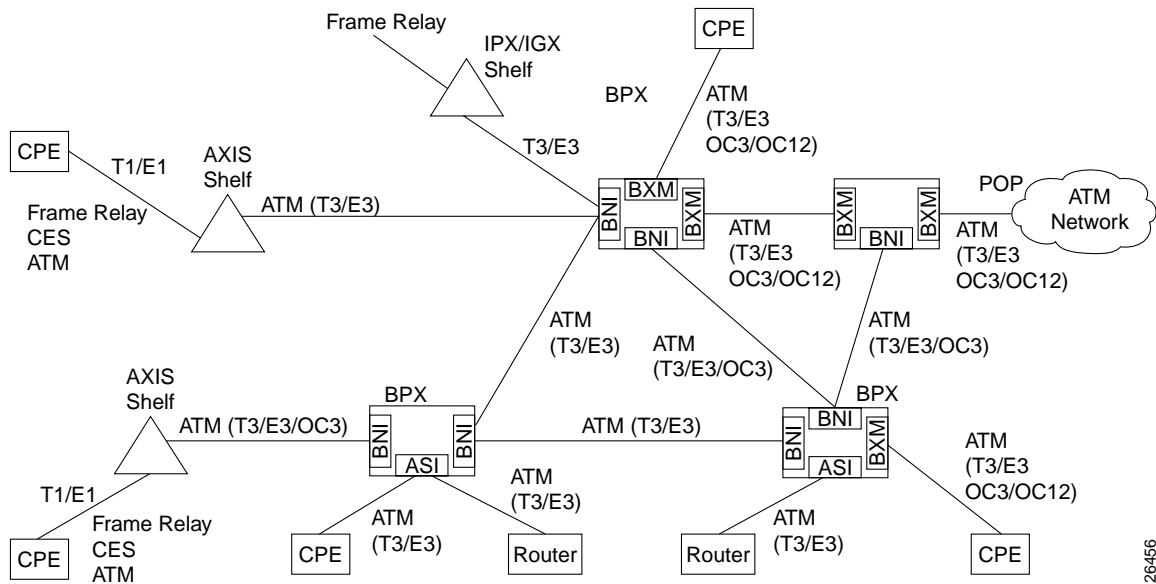 Frame Relay
IPX/IGX
Shelf
CPE
BPX
ATM
(T3/E3
OC3/OC12)
T3/E3
CPE
T1/E1
AXIS
Shelf
Frame Relay
CES
ATM
ATM (T3/E3)
BNI
BXM
BXM
BNI
ATM
(T3/E3
OC3/OC12)
BXM
BXM
BNI
POP
ATM
Network
ATM
(T3/E3
OC3/OC12)
ATM
(T3/E3)
ATM
(T3/E3/OC3)
ATM
(T3/E3/OC3)
AXIS
Shelf
ATM (T3/E3/OC3)
BPX
BNI
BNI
ASI
ATM (T3/E3)
BPX
BNI
BNI
BXM
ASI
ATM
(T3/E3
OC3/OC12)
T1/E1
CPE
Frame Relay
CES
ATM
CPE
ATM
(T3/E3)
ATM
(T3/E3)
Router
Router
ATM
(T3/E3)
CPE
26456